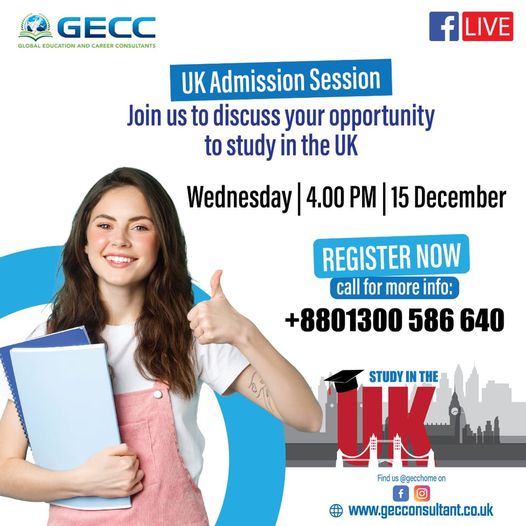 GECC
GLOBAL EDUCATION AND CAREER CONSULTANTS
f LIVE
UK Admission Session
Join us to discuss your opportunity
to study in the UK
Wednesday | 4.00 PM | 15 December
REGISTER NOW
call for more info:
+8801300 586 640
STUDY IN THE
UK
Find us @gecchome on
www.gecconsultant.co.uk